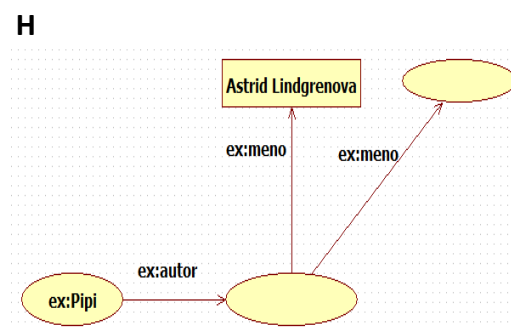 H
Astrid Lindgrenova
ex:meno
ex:meno
ex:autor
ex:Pipi